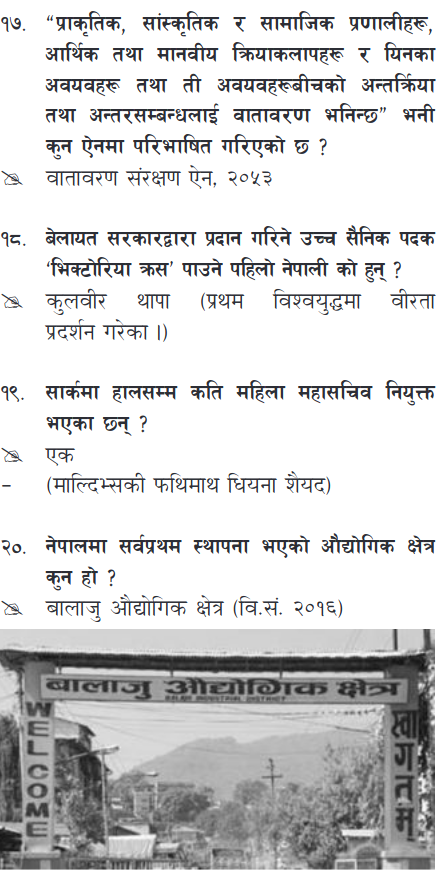 १७. “प्राकृतिक, सांस्कृतिक र सामाजिक प्रणालीहरू,
आर्थिक तथा मानवीय क्रियाकलापहरू र यिनका
अवयवहरू तथा ती अवयवहरूबीचको अन्तर्क्रिया
तथा अन्तरसम्बन्धलाई वातावरण भनिन्छ” भनी
कुन ऐनमा परिभाषित गरिएको छ ?
वातावरण संरक्षण ऐन, २०५३
१८. बेलायत सरकारद्वारा प्रदान गरिने उच्च सैनिक पदक
‘भिक्टोरिया क्रस’ पाउने पहिलो नेपाली को हुन् ?
कुलवीर थापा (प्रथम विश्वयुद्धमा वीरता
प्रदर्शन गरेका ।)
१९. सार्कमा हालसम्म कति महिला महासचिव नियुक्त
भएका छन् ?
एक
– (माल्दिभ्सकी फथिमाथ धियना शैयद)
२०. नेपालमा सर्वप्रथम स्थापना भएको औद्योगिक क्षेत्र
कुन हो ?
बालाजु औद्योगिक क्षेत्र (वि.सं. २०१६)
बालाजु औद्योगिक क्षेत्र
BALAJU INDUSTRIAL DISTRICT
WELCOME
स्वागतम्